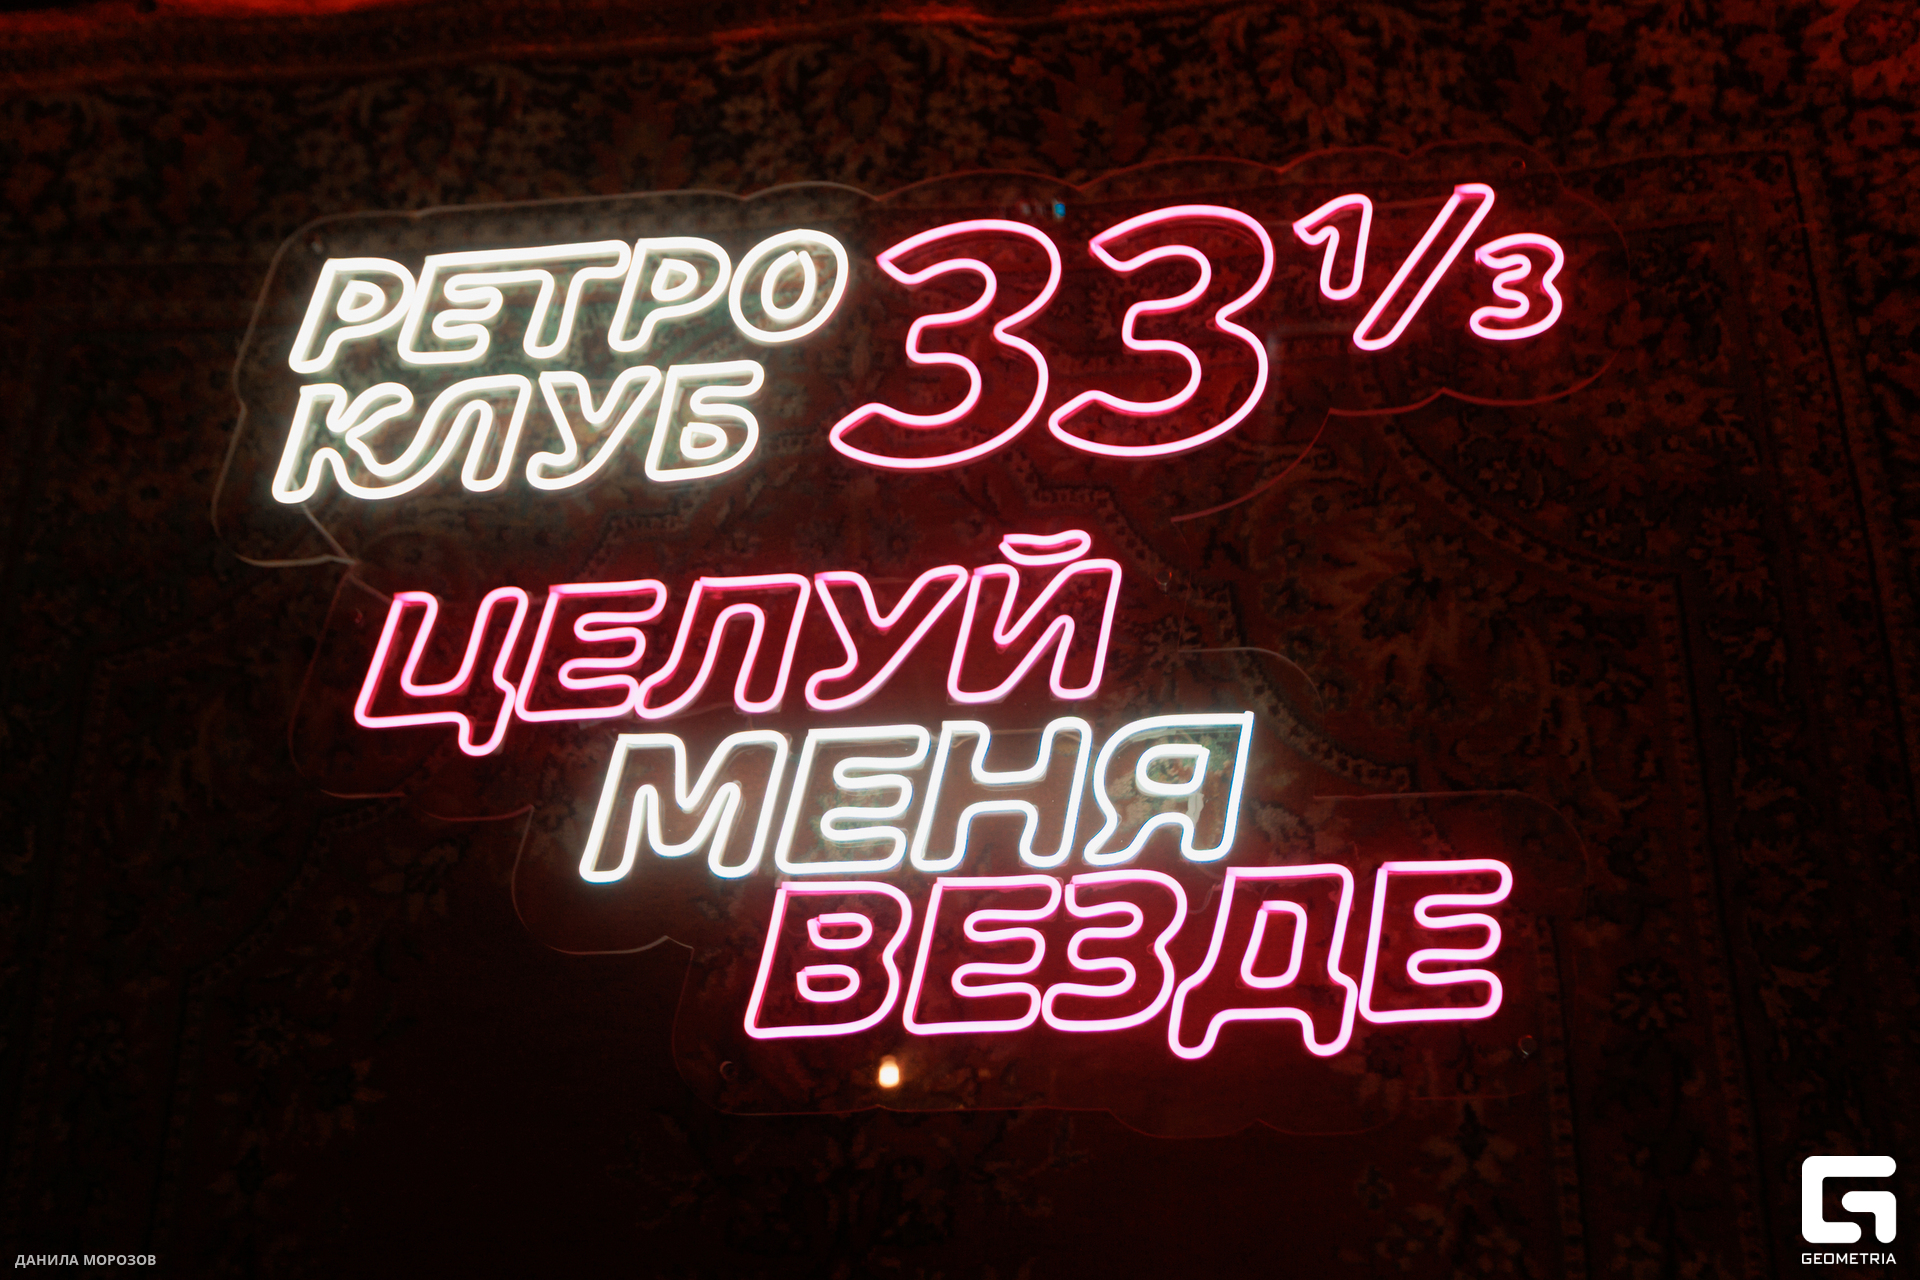 РЕТРО 33 1/3
КЛУБ
ЦЕЛУЙ
МЕНЯ
ВЕЗДЕ
ДАНИЛА МОРОЗОВ
GEOMETRIA